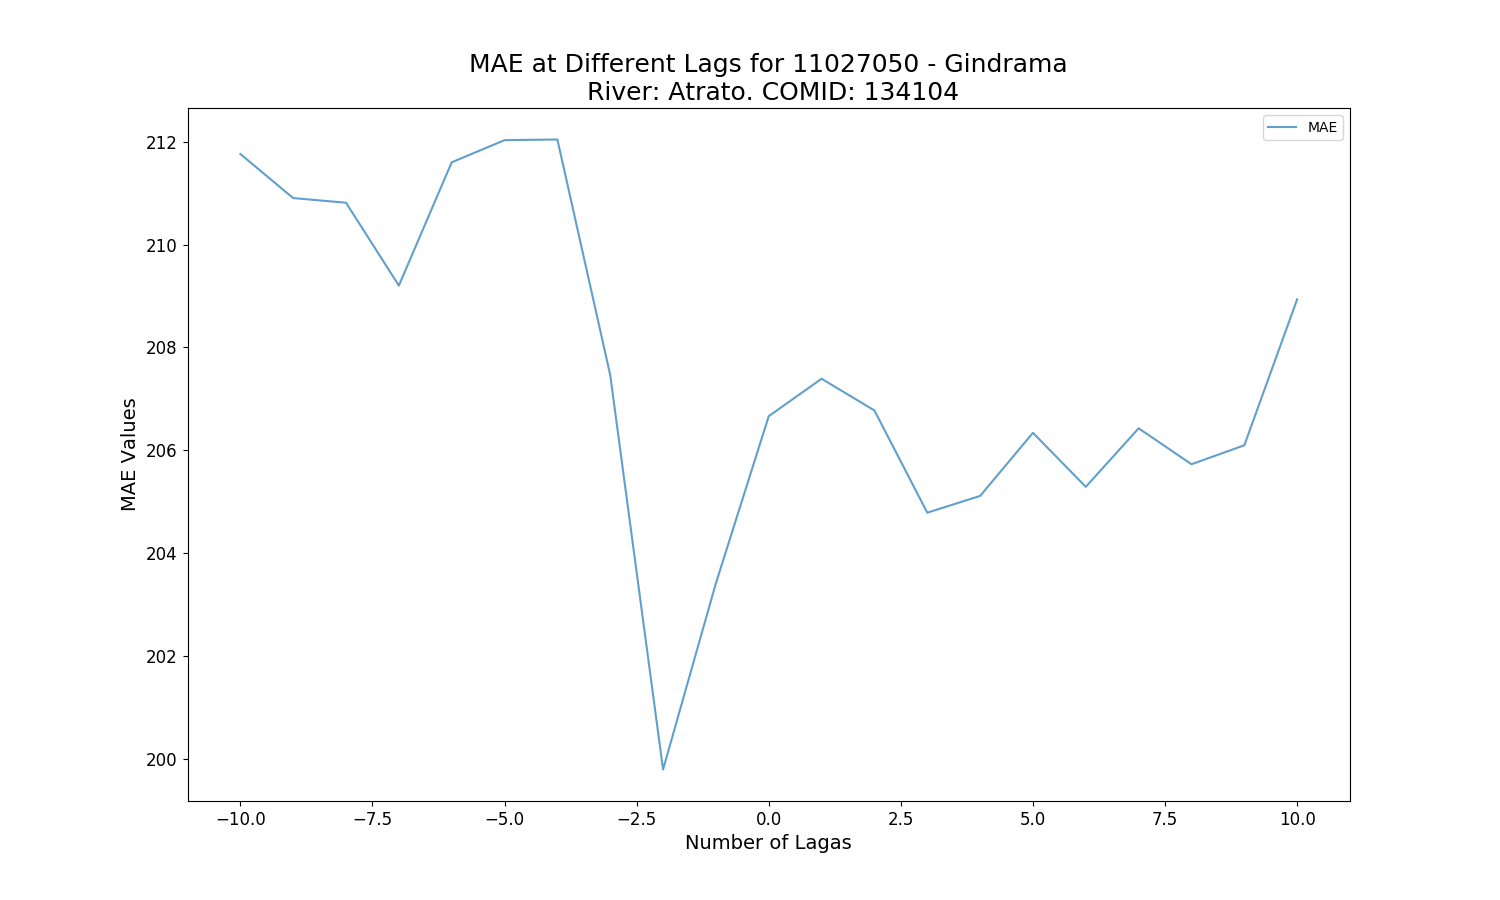 MAE at Different Lags for 11027050 - Gindrama
River: Atrato. COMID: 134104
MAE
212
210
208
206
204
202
200
MAE Values
−10.0 −7.5 −5.0 −2.5 0.0 2.5 5.0 7.5 10.0
Number of Lagas